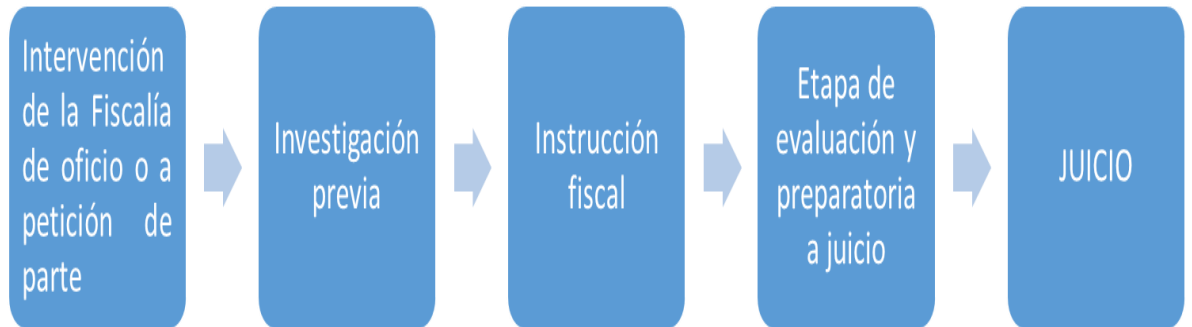 Intervención
de la Fiscalía
de oficio o a
petición de
parte
Investigación
previa
Instrucción
fiscal
Etapa de
evaluación y
preparatoria
a juicio
JUICIO